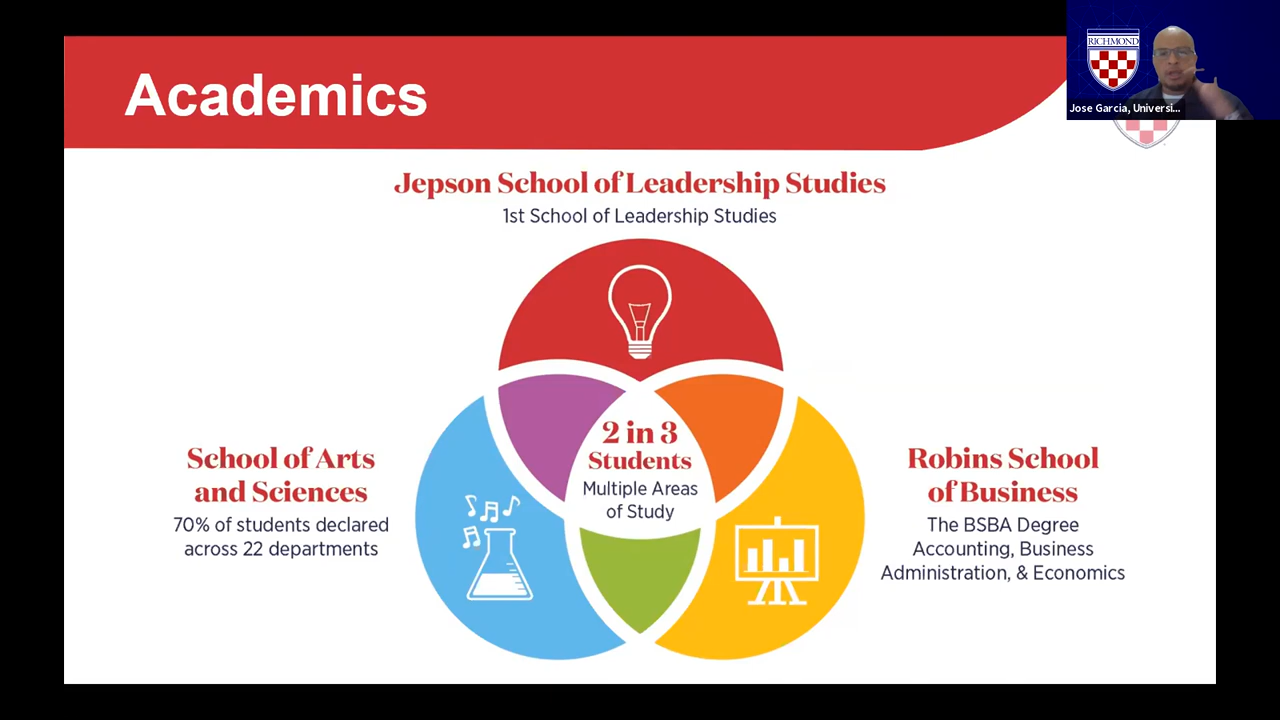 Academics
RICHMOND
Jose Garcia, Universi...
Jepson School of Leadership Studies
1st School of Leadership Studies
2 in 3
Students
Multiple Areas
of Study
School of Arts
and Sciences
70% of students declared
across 22 departments
Robins School
of Business
The BSBA Degree
Accounting, Business
Administration, & Economics